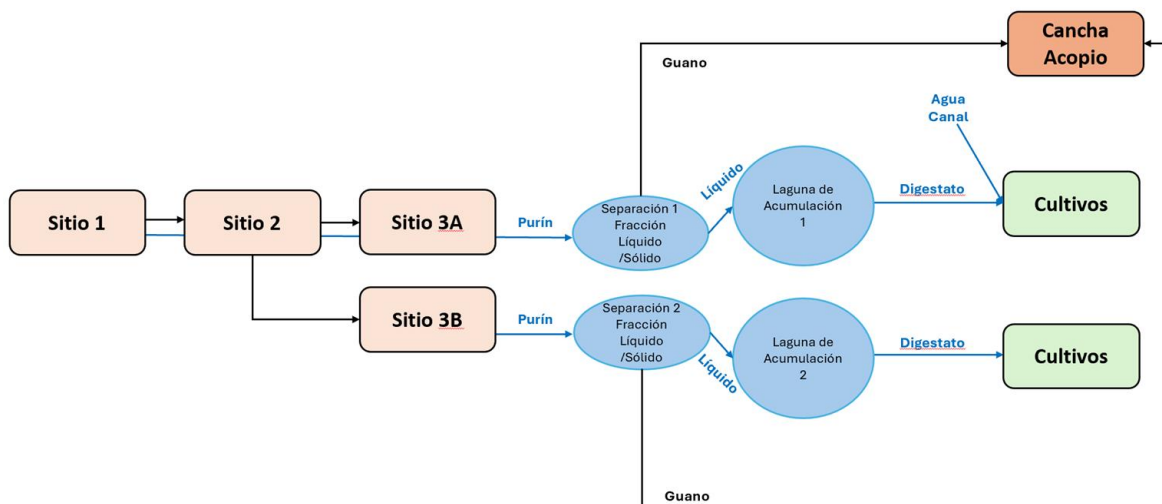 Cancha
Acopio
Guano
Agua
Canal
Sitio 1
Sitio 2
Sitio 3A
Purín
Separación 1
Fracción
Líquido
/Sólido
Líquido
Laguna de
Acumulación
1
Digestato
Cultivos
Sitio 3B
Purín
Separación 2
Fracción
Líquido
/Sólido
Líquido
Laguna de
Acumulación
2
Digestato
Cultivos
Guano